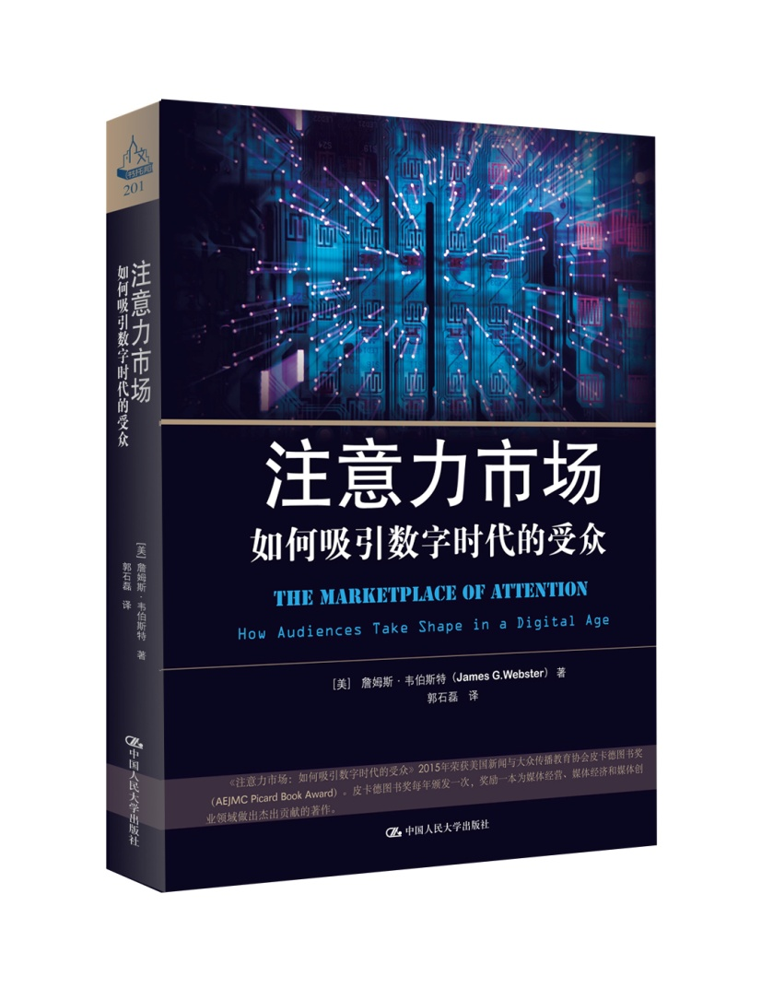 人文
书托邦
201
注意力市场
如何吸引数字时代的受众
[美] 詹姆斯·韦伯斯特 著
郭石磊 译
中国人民大学出版社
注意力市场
如何吸引数字时代的受众
THE MARKETPLACE OF ATTENTION
How Audiences Take Shape in a Digital Age
[美] 詹姆斯·韦伯斯特 (James G.Webster) 著
郭石磊 译
《注意力市场：如何吸引数字时代的受众》2015年荣获美国新闻与大众传播教育协会皮卡德图书奖
(AEJMC Picard Book Award) 。皮卡德图书奖每年颁发一次，奖励一本为媒体经营、媒体经济和媒体创
业领域做出杰出贡献的著作。
中国人民大学出版社